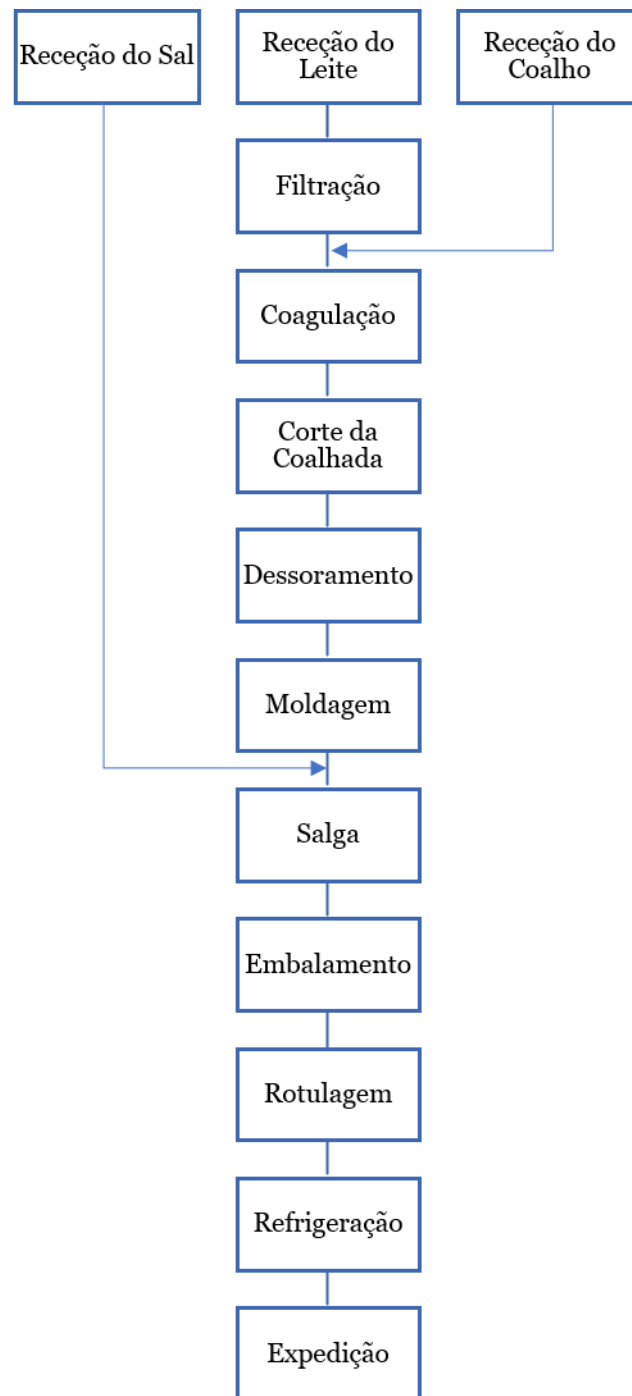 Receção do Sal
Receção do
Leite
Receção do
Coalho
Filtração
Coagulação
Corte da
Coalhada
Dessoramento
Moldagem
Salga
Embalamento
Rotulagem
Refrigeração
Expedição